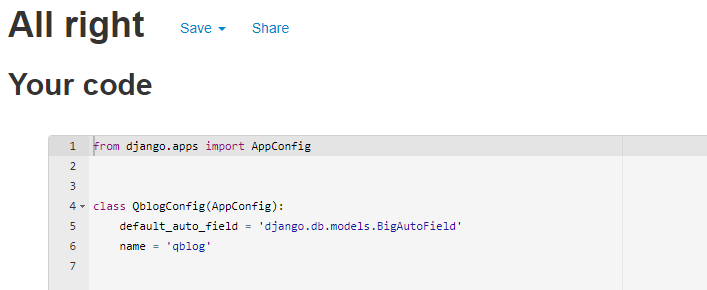 All right Save Share
Your code
1 from django.apps import AppConfig
2
3
4 class QblogConfig(AppConfig):
5 default_auto_field = 'django.db.models.BigAutoField'
6 name = 'qblog'
7